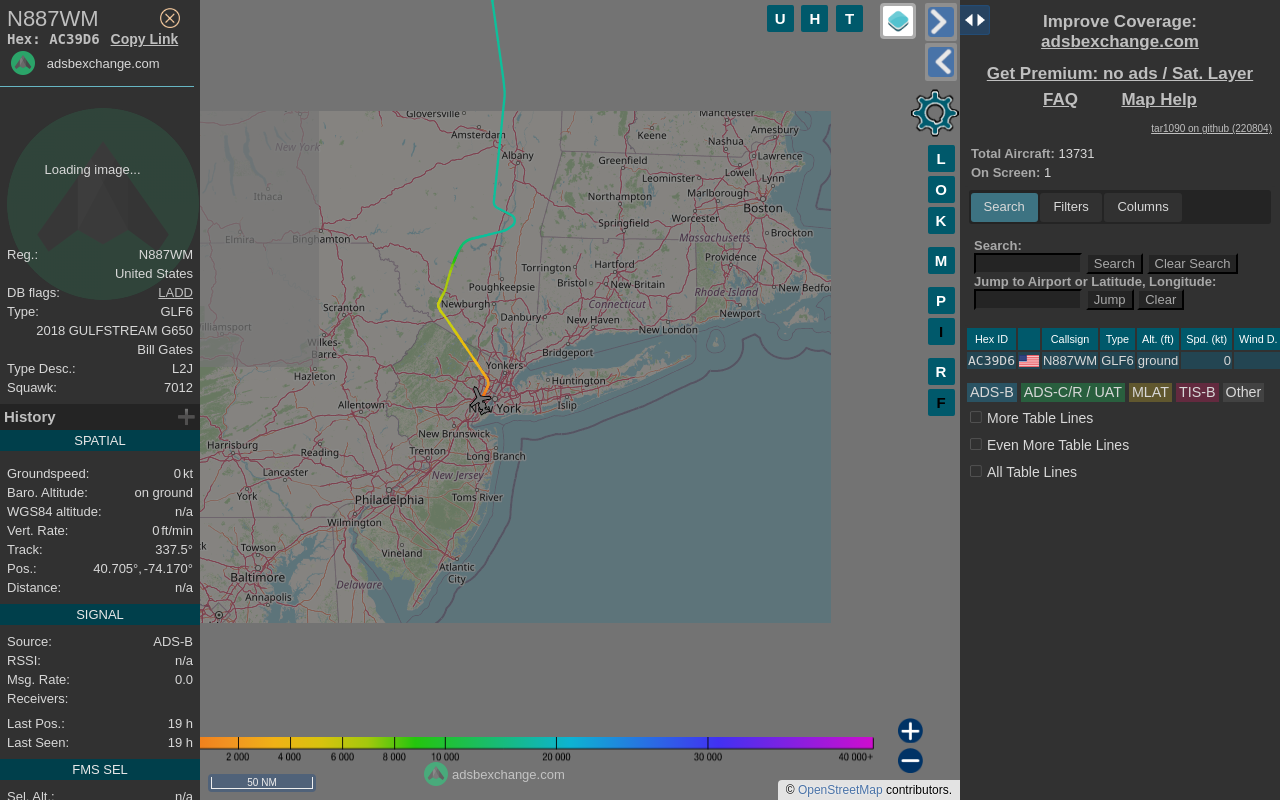 N887WM
Hex: AC39D6 Copy Link
adsbexchange.com
Loading image...
Reg.: N887WM
United States
DB flags: LADD
Type: GLF6
2018 GULFSTREAM G650
Bill Gates
Type Desc.: L2J
Squawk: 7012
History
SPATIAL
Groundspeed: 0 kt
Baro. Altitude: on ground
WGS84 altitude: n/a
Vert. Rate: 0 ft/min
Track: 337.5°
Pos.: 40.705°, -74.170°
Distance: n/a
SIGNAL
Source: ADS-B
RSSI: n/a
Msg. Rate: 0.0
Receivers:
Last Pos.: 19 h
Last Seen: 19 h
FMS SEL
Sel. Alt.: n/a
U H T
L
O
K
M
P
I
R
F
Gloversville
Manchester
Amsterdam
Keene
Amesbury
Nashua
New York
Albany
Greenfield
Lawrence
Lowell
Lynn
Leominster
Ithaca
Northampton
Marlborough
Boston
Springfield
Worcester
Elmira
Binghamton
Massachusetts
Brockton
Providence
Torrington
Hartford
Poughkeepsie
Bristol
New Britain
Rhode Island
New Bedfo
Scranton
Newburgh
Connecticut
Danbury
New Haven
Newport
illiamsport
New London
Wilkes-
Barre
Bridgeport
Hazleton
Yonkers
Huntington
Allentown
New York
Islip
New Brunswick
Harrisburg
Reading
Trenton
Long Branch
Lancaster
New Jersey
York
Philadelphia
Toms River
Wilmington
k
Towson
Vineland
Baltimore
Atlantic
City
Delaware
Annapolis
2 000 4 000 6 000 8 000 10 000 20 000 30 000 40 000+
adsbexchange.com
50 NM
© OpenStreetMap contributors.
Improve Coverage:
adsbexchange.com
Get Premium: no ads / Sat. Layer
FAQ Map Help
tar1090 on github (220804)
Total Aircraft: 13731
On Screen: 1
Search Filters Columns
Search:
Search Clear Search
Jump to Airport or Latitude, Longitude:
Jump Clear
Hex ID Callsign Type Alt. (ft) Spd. (kt) Wind D.
AC39D6 N887WM GLF6 ground 0
ADS-B ADS-C/R / UAT MLAT TIS-B Other
More Table Lines
Even More Table Lines
All Table Lines